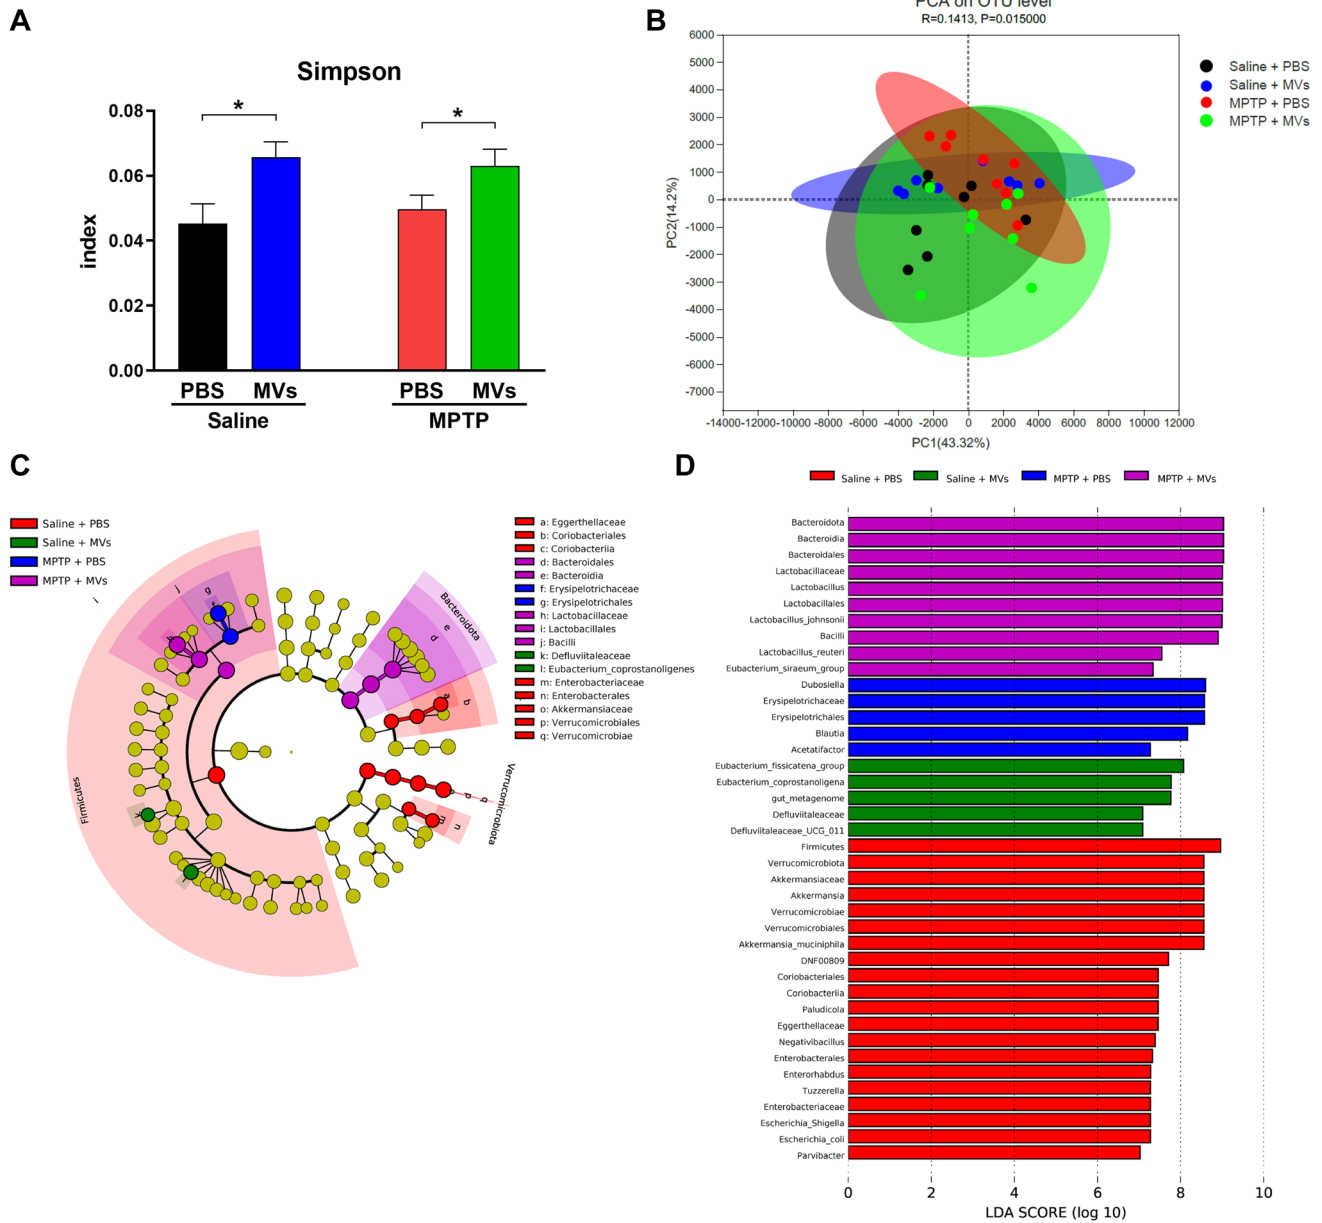 A
Simpson
*
*
index
0.08
0.06
0.04
0.02
0.00
PBS MVs PBS MVs
Saline MPTP
B
PCA on OTU level
R=0.1413, P=0.015000
6000
5000
4000
3000
2000
1000
0
-1000
-2000
-3000
-4000
-5000
-6000
-7000
PC2(14.2%)
-14000 -12000 -10000 -8000 -6000 -4000 -2000 0 2000 4000 6000 8000 10000 12000
PC1(43.32%)
Saline + PBS
Saline + MVs
MPTP + PBS
MPTP + MVs
C
Saline + PBS
Saline + MVs
MPTP + PBS
MPTP + MVs
Firmicutes
Bacteroidota
Verrucomicrobiota
j
g
e
d
a
b
k
m
n
p
q
a: Eggerthellaceae
b: Coriobacteriales
c: Coriobacteriia
d: Bacteroidales
e: Bacteroidia
f: Erysipelotrichaceae
g: Erysipelotrichales
h: Lactobacillaceae
i: Lactobacillales
j: Bacilli
k: Defluviitaleaceae
l: Eubacterium_coprostanoligenes
m: Enterobacteriaceae
n: Enterobacterales
o: Akkermansiaceae
p: Verrucomicrobiales
q: Verrucomicrobiae
D
Saline + PBS Saline + MVs MPTP + PBS MPTP + MVs
Bacteroidota
Bacteroidia
Bacteroidales
Lactobacillaceae
Lactobacillus
Lactobacillales
Lactobacillus_johnsonii
Bacilli
Lactobacillus_reuteri
Eubacterium_siraeum_group
Dubosiella
Erysipelotrichaceae
Erysipelotrichales
Blautia
Acetatifactor
Eubacterium_fissicatena_group
Eubacterium_coprostanoligena
gut_metagenome
Defluviitaleaceae
Defluviitaleaceae_UCG_011
Firmicutes
Verrucomicrobiota
Akkermansiaceae
Akkermansia
Verrucomicrobiae
Verrucomicrobiales
Akkermansia_muciniphila
DNF00809
Coriobacteriales
Coriobacteriia
Paludicola
Eggerthellaceae
Negativibacillus
Enterobacterales
Enterorhabdus
Tuzzerella
Enterobacteriaceae
Escherichia_Shigella
Escherichia_coli
Parvibacter
0 2 4 6 8 10
LDA SCORE (log 10)